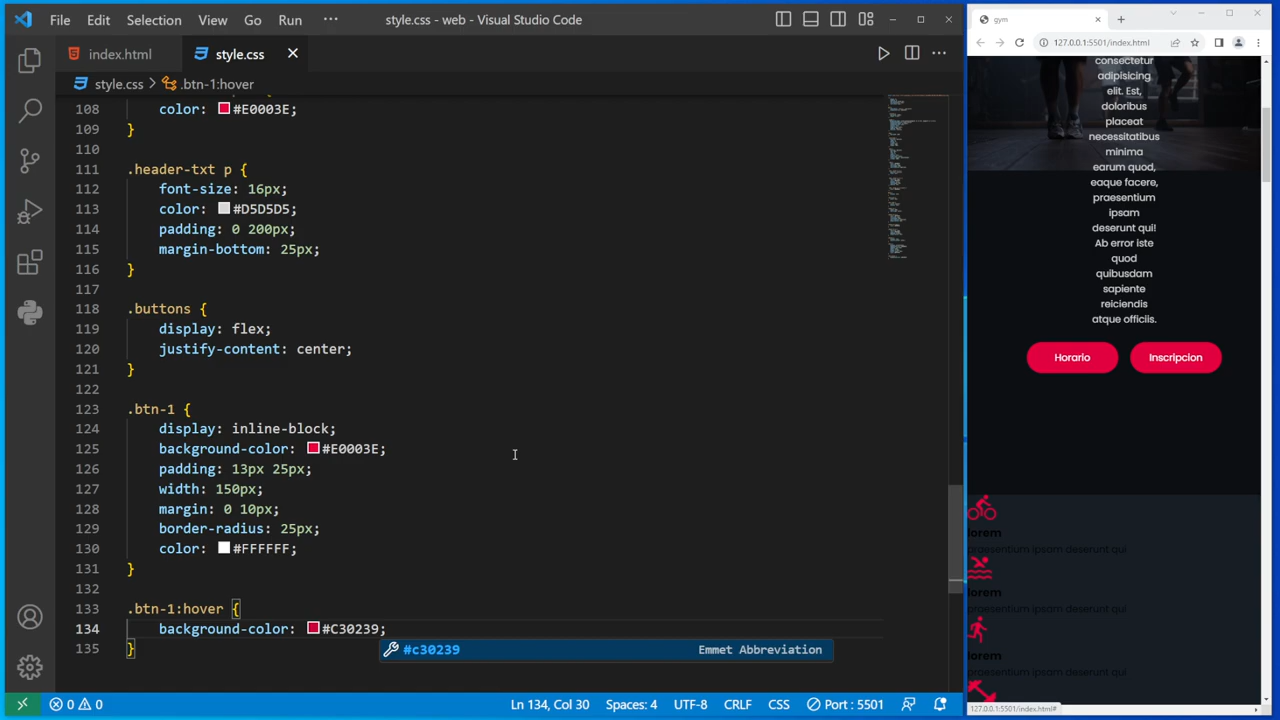 File Edit Selection View Go Run ··· style.css - web - Visual Studio Code
index.html style.css
style.css > .btn-1:hover
108 color: #E0003E;
109 }
110
111 .header-txt p {
112 font-size: 16px;
113 color: #D5D5D5;
114 padding: 0 200px;
115 margin-bottom: 25px;
116 }
117
118 .buttons {
119 display: flex;
120 justify-content: center;
121 }
122
123 .btn-1 {
124 display: inline-block;
125 background-color: #E0003E;
126 padding: 13px 25px;
127 width: 150px;
128 margin: 0 10px;
129 border-radius: 25px;
130 color: #FFFFFF;
131 }
132
133 .btn-1:hover {
134 background-color: #C30239;
#c30239 Emmet Abbreviation
135 }
0 0 Ln 134, Col 30 Spaces: 4 UTF-8 CRLF CSS Port : 5501
gym
127.0.0.1:5501/index.html
consectetur
adipisicing
elit. Est,
doloribus
placeat
necessitatibus
minima
earum quod,
eaque facere,
praesentium
ipsam
deserunt qui!
Ab error iste
quod
quibusdam
sapiente
reiciendis
atque officiis.
Horario Inscripcion
lorem
praesentium ipsam deserunt qui
lorem
praesentium ipsam deserunt qui
lorem
praesentium ipsam deserunt qui
127.0.0.1:5501/index.html#